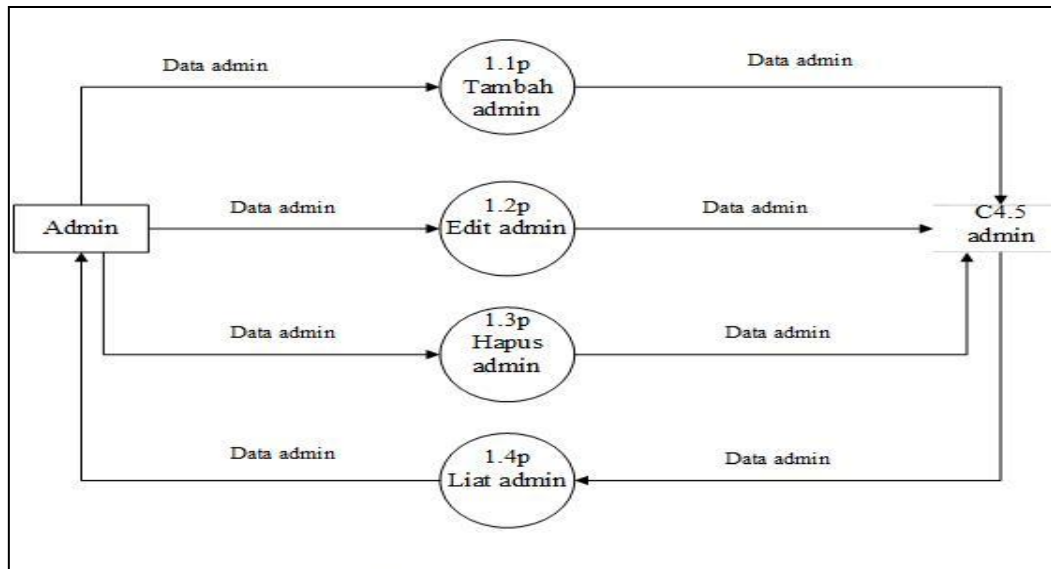 Data admin
1.1p
Tambah
admin
Data admin
Admin
Data admin
1.2p
Edit admin
Data admin
C4.5
admin
Data admin
1.3p
Hapus
admin
Data admin
Data admin
1.4p
Liat admin
Data admin